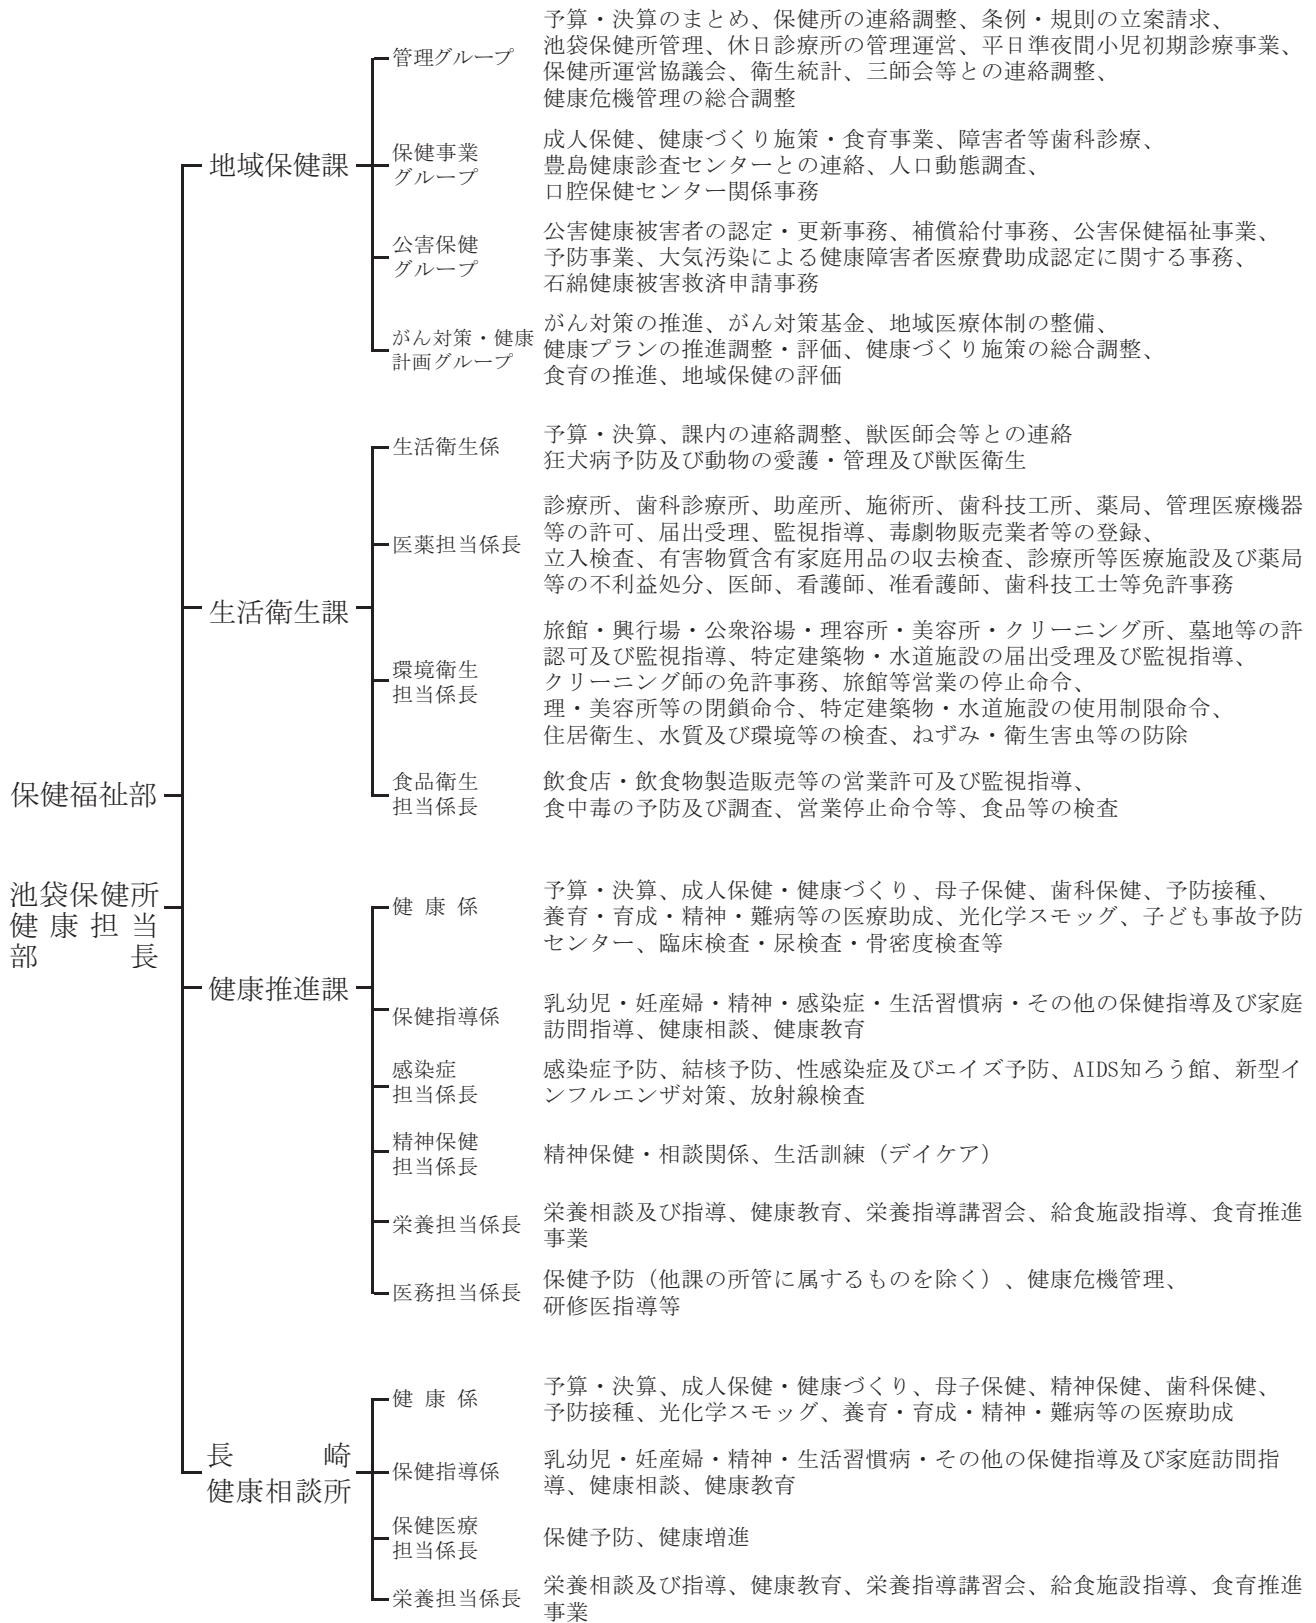 保健福祉部
池袋保健所
健康担当
部長
地域保健課
管理グループ
予算・決算のまとめ、保健所の連絡調整、条例・規則の立案請求、
池袋保健所管理、休日診療所の管理運営、平日準夜間小児初期診療事業、
保健所運営協議会、衛生統計、三師会等との連絡調整、
健康危機管理の総合調整
保健事業
グループ
成人保健、健康づくり施策・食育事業、障害者等歯科診療、
豊島健康診査センターとの連絡、人口動態調査、
口腔保健センター関係事務
公害保健
グループ
公害健康被害者の認定・更新事務、補償給付事務、公害保健福祉事業、
予防事業、大気汚染による健康障害者医療費助成認定に関する事務、
石綿健康被害救済申請事務
がん対策・健康
計画グループ
がん対策の推進、がん対策基金、地域医療体制の整備、
健康プランの推進調整・評価、健康づくり施策の総合調整、
食育の推進、地域保健の評価
生活衛生課
生活衛生係
予算・決算、課内の連絡調整、獣医師会等との連絡
狂犬病予防及び動物の愛護・管理及び獣医衛生
医薬担当係長
診療所、歯科診療所、助産所、施術所、歯科技工所、薬局、管理医療機器
等の許可、届出受理、監視指導、毒劇物販売業者等の登録、
立入検査、有害物質含有家庭用品の収去検査、診療所等医療施設及び薬局
等の不利益処分、医師、看護師、准看護師、歯科技工士等免許事務
環境衛生
担当係長
旅館・興行場・公衆浴場・理容所・美容所・クリーニング所、墓地等の許
認可及び監視指導、特定建築物・水道施設の届出受理及び監視指導、
クリーニング師の免許事務、旅館等営業の停止命令、
理・美容所等の閉鎖命令、特定建築物・水道施設の使用制限命令、
住居衛生、水質及び環境等の検査、ねずみ・衛生害虫等の防除
食品衛生
担当係長
飲食店・飲食物製造販売等の営業許可及び監視指導、
食中毒の予防及び調査、営業停止命令等、食品等の検査
健康推進課
健康係
予算・決算、成人保健・健康づくり、母子保健、歯科保健、予防接種、
養育・育成・精神・難病等の医療助成、光化学スモッグ、子ども事故予防
センター、臨床検査・尿検査・骨密度検査等
保健指導係
乳幼児・妊産婦・精神・感染症・生活習慣病・その他の保健指導及び家庭
訪問指導、健康相談、健康教育
感染症
担当係長
感染症予防、結核予防、性感染症及びエイズ予防、AIDS知ろう館、新型イ
ンフルエンザ対策、放射線検査
精神保健
担当係長
精神保健・相談関係、生活訓練（デイケア）
栄養担当係長
栄養相談及び指導、健康教育、栄養指導講習会、給食施設指導、食育推進
事業
医務担当係長
保健予防（他課の所管に属するものを除く）、健康危機管理、
研修医指導等
長崎
健康相談所
健康係
予算・決算、成人保健・健康づくり、母子保健、精神保健、歯科保健、
予防接種、光化学スモッグ、養育・育成・精神・難病等の医療助成
保健指導係
乳幼児・妊産婦・精神・生活習慣病・その他の保健指導及び家庭訪問指
導、健康相談、健康教育
保健医療
担当係長
保健予防、健康増進
栄養担当係長
栄養相談及び指導、健康教育、栄養指導講習会、給食施設指導、食育推進
事業